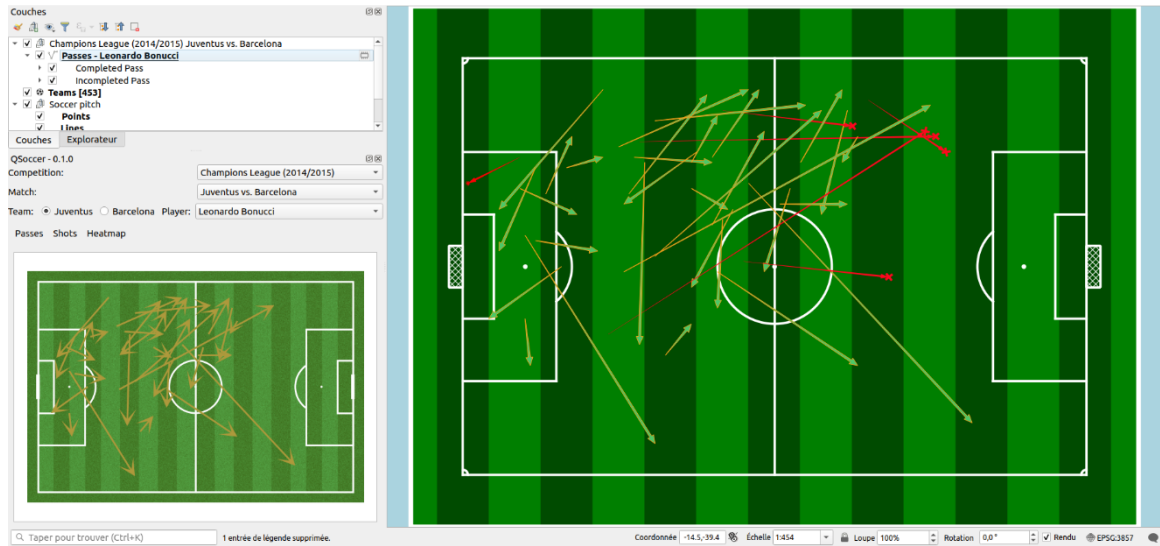 Couches
Champions League (2014/2015) Juventus vs. Barcelona
Passes - Leonardo Bonucci
Completed Pass
Incompleted Pass
Teams [453]
Soccer pitch
Points
Lines
Couches Explorateur
QSoccer - 0.1.0
Competition: Champions League (2014/2015)
Match: Juventus vs. Barcelona
Team: Juventus Barcelona Player: Leonardo Bonucci
Passes Shots Heatmap
Taper pour trouver (Ctrl+K) 1 entrée de légende supprimée. Coordonnée -14.5,-39.4 Échelle 1:454 Loupe 100% Rotation 0,0 ° Rendu EPSG:3857